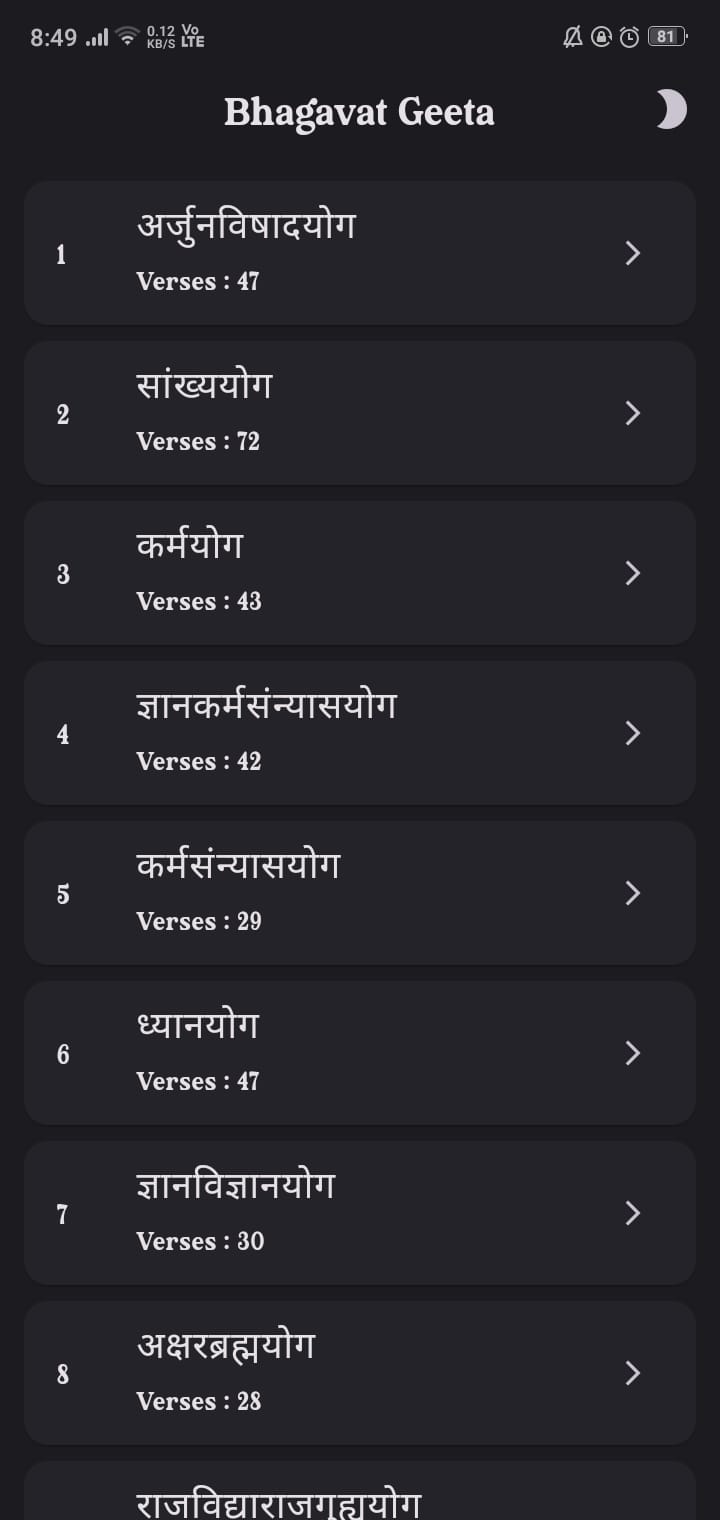 8:49 0.12 KB/S Vo LTE 81
Bhagavat Geeta
1
अर्जुनविषादयोग
Verses : 47
2
सांख्ययोग
Verses : 72
3
कर्मयोग
Verses : 43
4
ज्ञानकर्मसंन्यासयोग
Verses : 42
5
कर्मसंन्यासयोग
Verses : 29
6
ध्यानयोग
Verses : 47
7
ज्ञानविज्ञानयोग
Verses : 30
8
अक्षरब्रह्मयोग
Verses : 28
राजविद्याराजगुह्ययोग